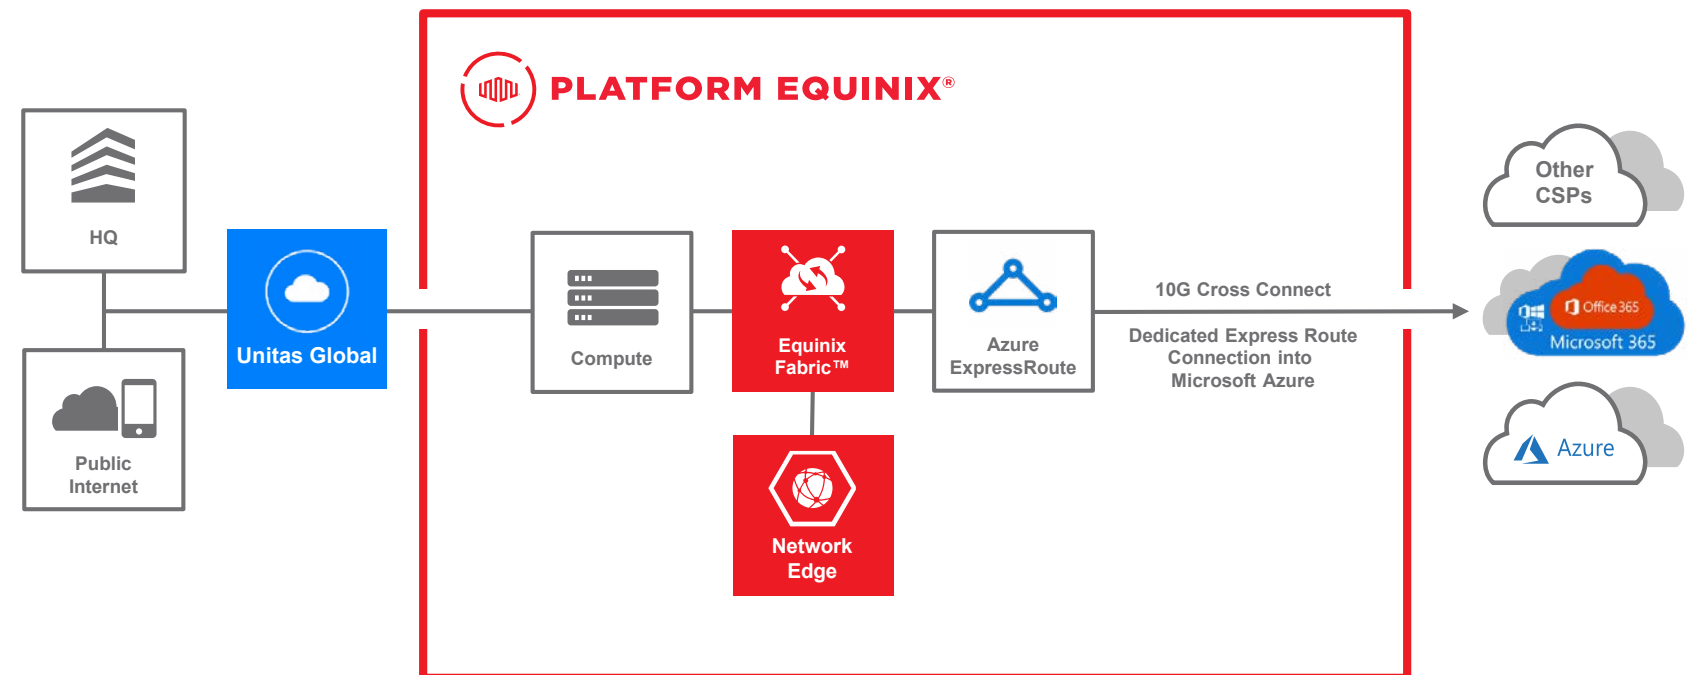 PLATFORM EQUINIX®
HQ
Public
Internet
Unitas Global
Compute
Equinix
Fabric™
Network
Edge
Azure
ExpressRoute
10G Cross Connect
Dedicated Express Route
Connection into
Microsoft Azure
Other
CSPs
Office 365
Microsoft 365
Azure